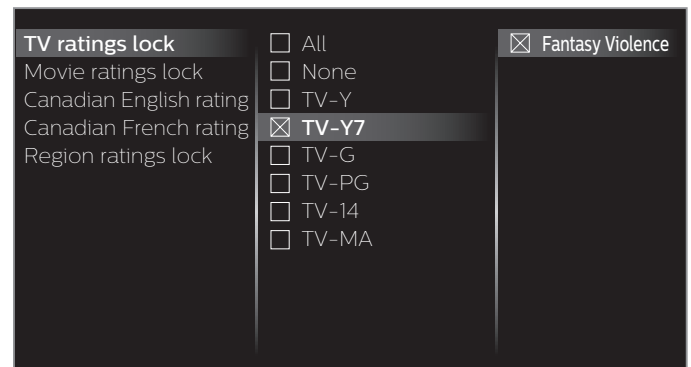 TV ratings lock
Movie ratings lock
Canadian English rating
Canadian French rating
Region ratings lock
All
None
TV-Y
TV-Y7
TV-G
TV-PG
TV-14
TV-MA
Fantasy Violence